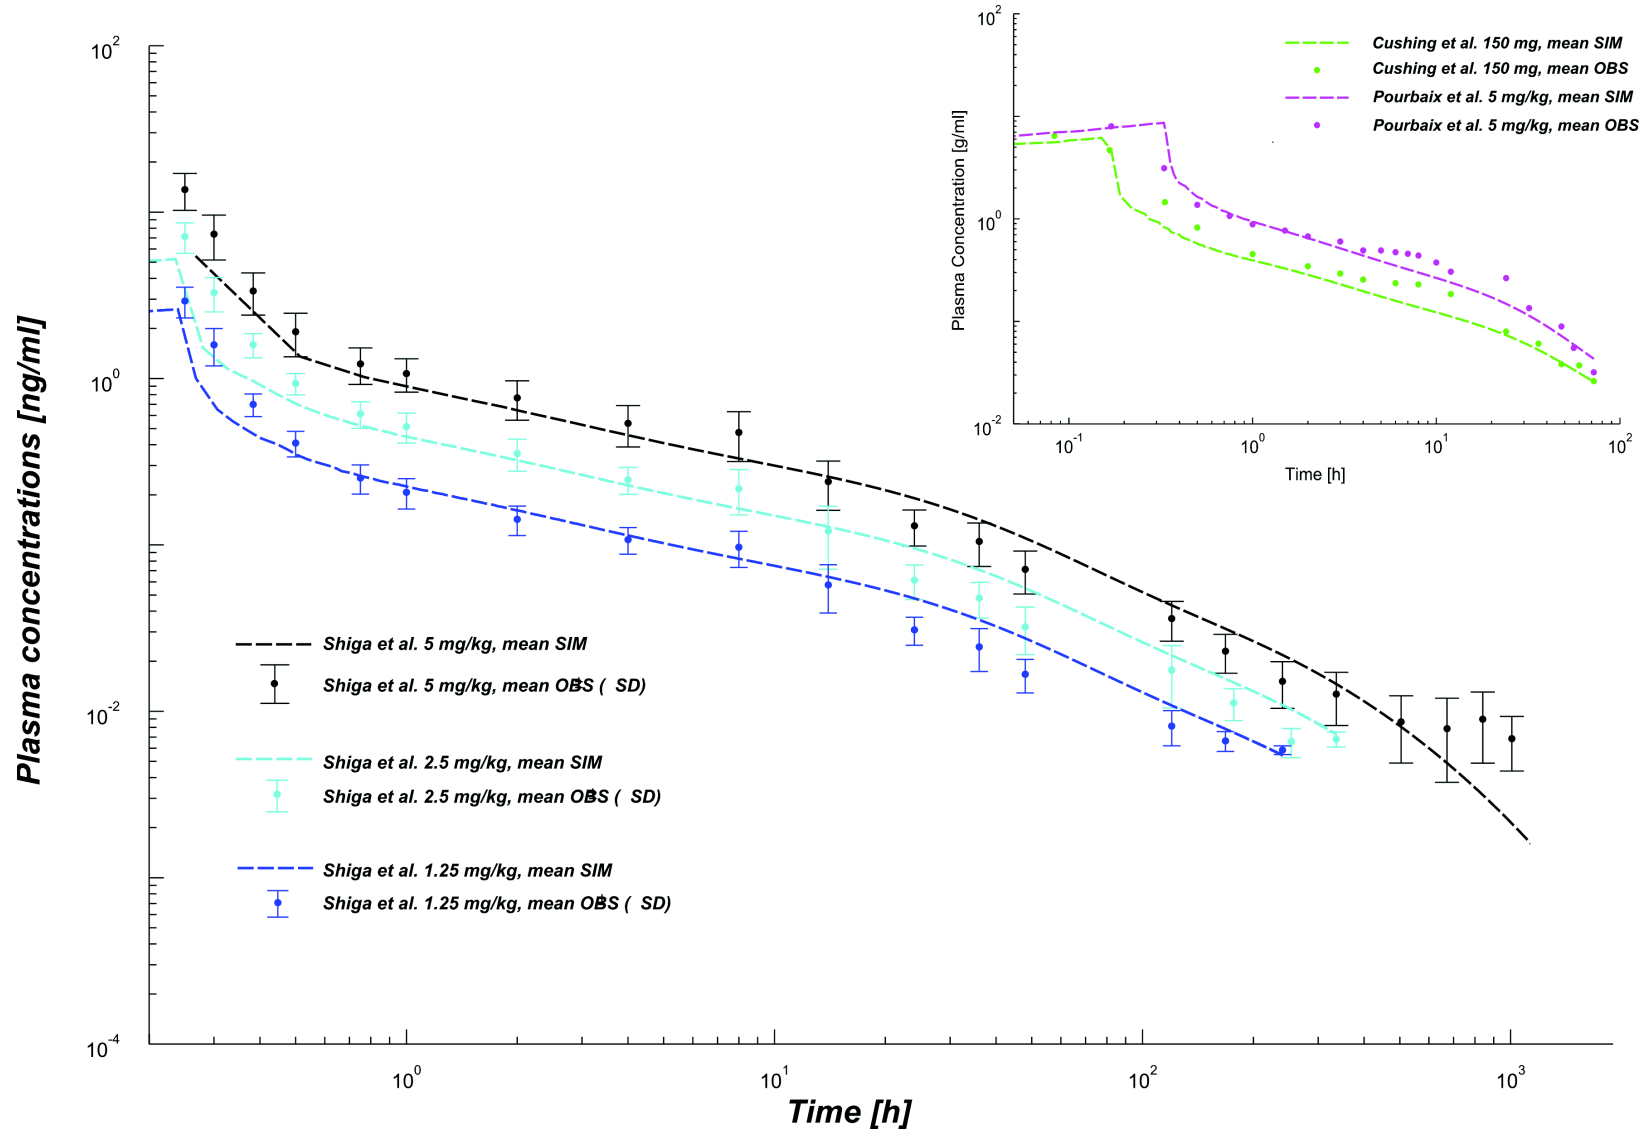 10²
10⁰
10⁻²
10⁻⁴
Plasma concentrations [ng/ml]
10⁰
10¹
10²
10³
Time [h]
Shiga et al. 5 mg/kg, mean SIM
Shiga et al. 5 mg/kg, mean OBS (± SD)
Shiga et al. 2.5 mg/kg, mean SIM
Shiga et al. 2.5 mg/kg, mean OBS (± SD)
Shiga et al. 1.25 mg/kg, mean SIM
Shiga et al. 1.25 mg/kg, mean OBS (± SD)
10²
10⁰
10⁻²
Plasma Concentration [g/ml]
10⁻¹
10⁰
10¹
10²
Time [h]
Cushing et al. 150 mg, mean SIM
Cushing et al. 150 mg, mean OBS
Pourbaix et al. 5 mg/kg, mean SIM
Pourbaix et al. 5 mg/kg, mean OBS